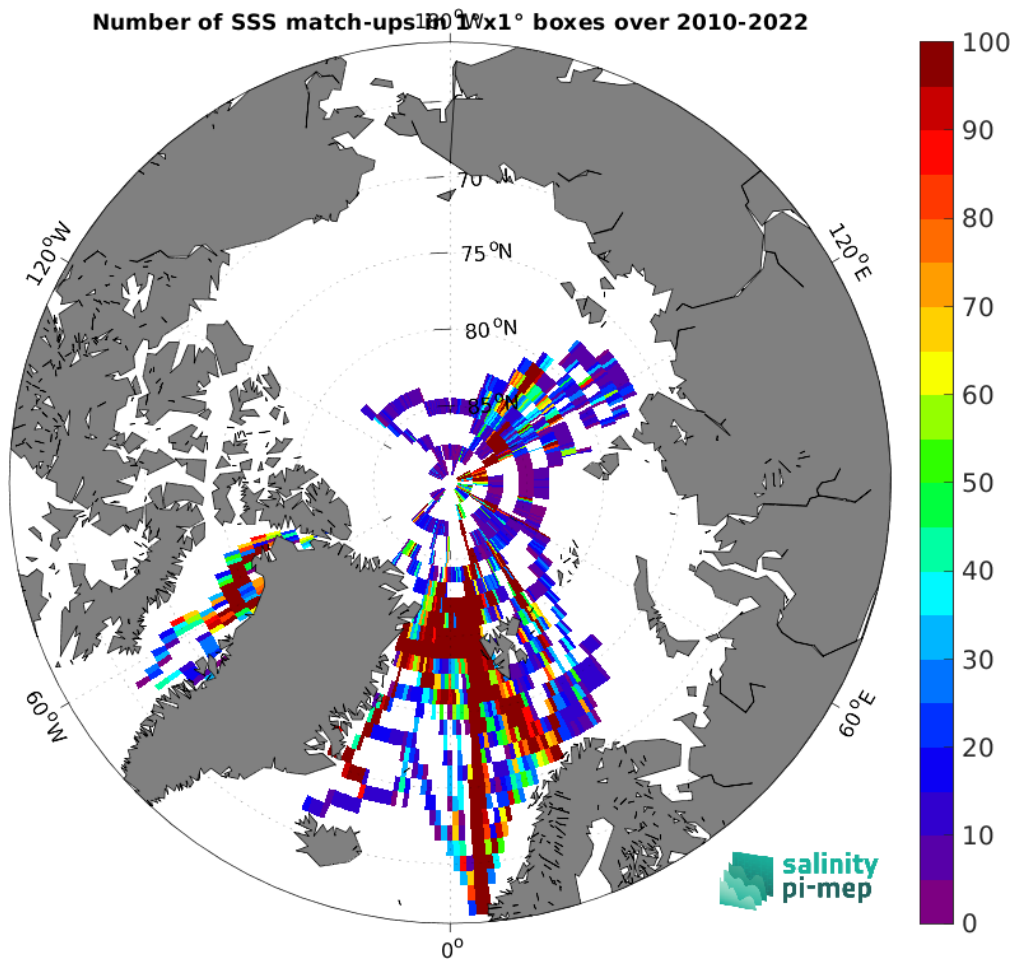 Number of SSS match-ups in 1°x1° boxes over 2010-2022
180°W
100
90
80
70
60
50
40
30
20
10
0
70°N
75°N
80°N
85°N
120°W
120°E
60°W
60°E
0°
salinity
pi-mep